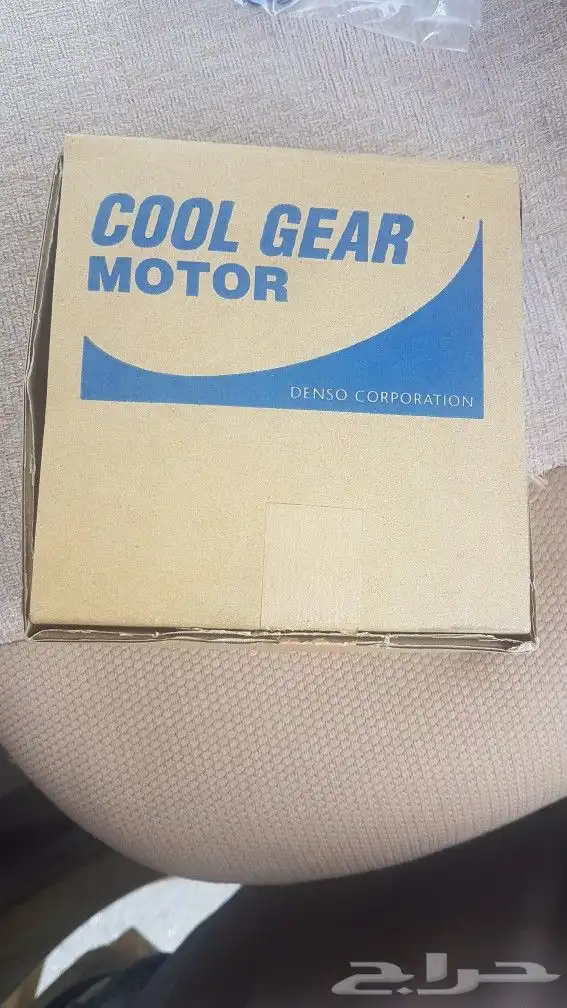 COOL GEAR
MOTOR
DENSO CORPORATION
حراج